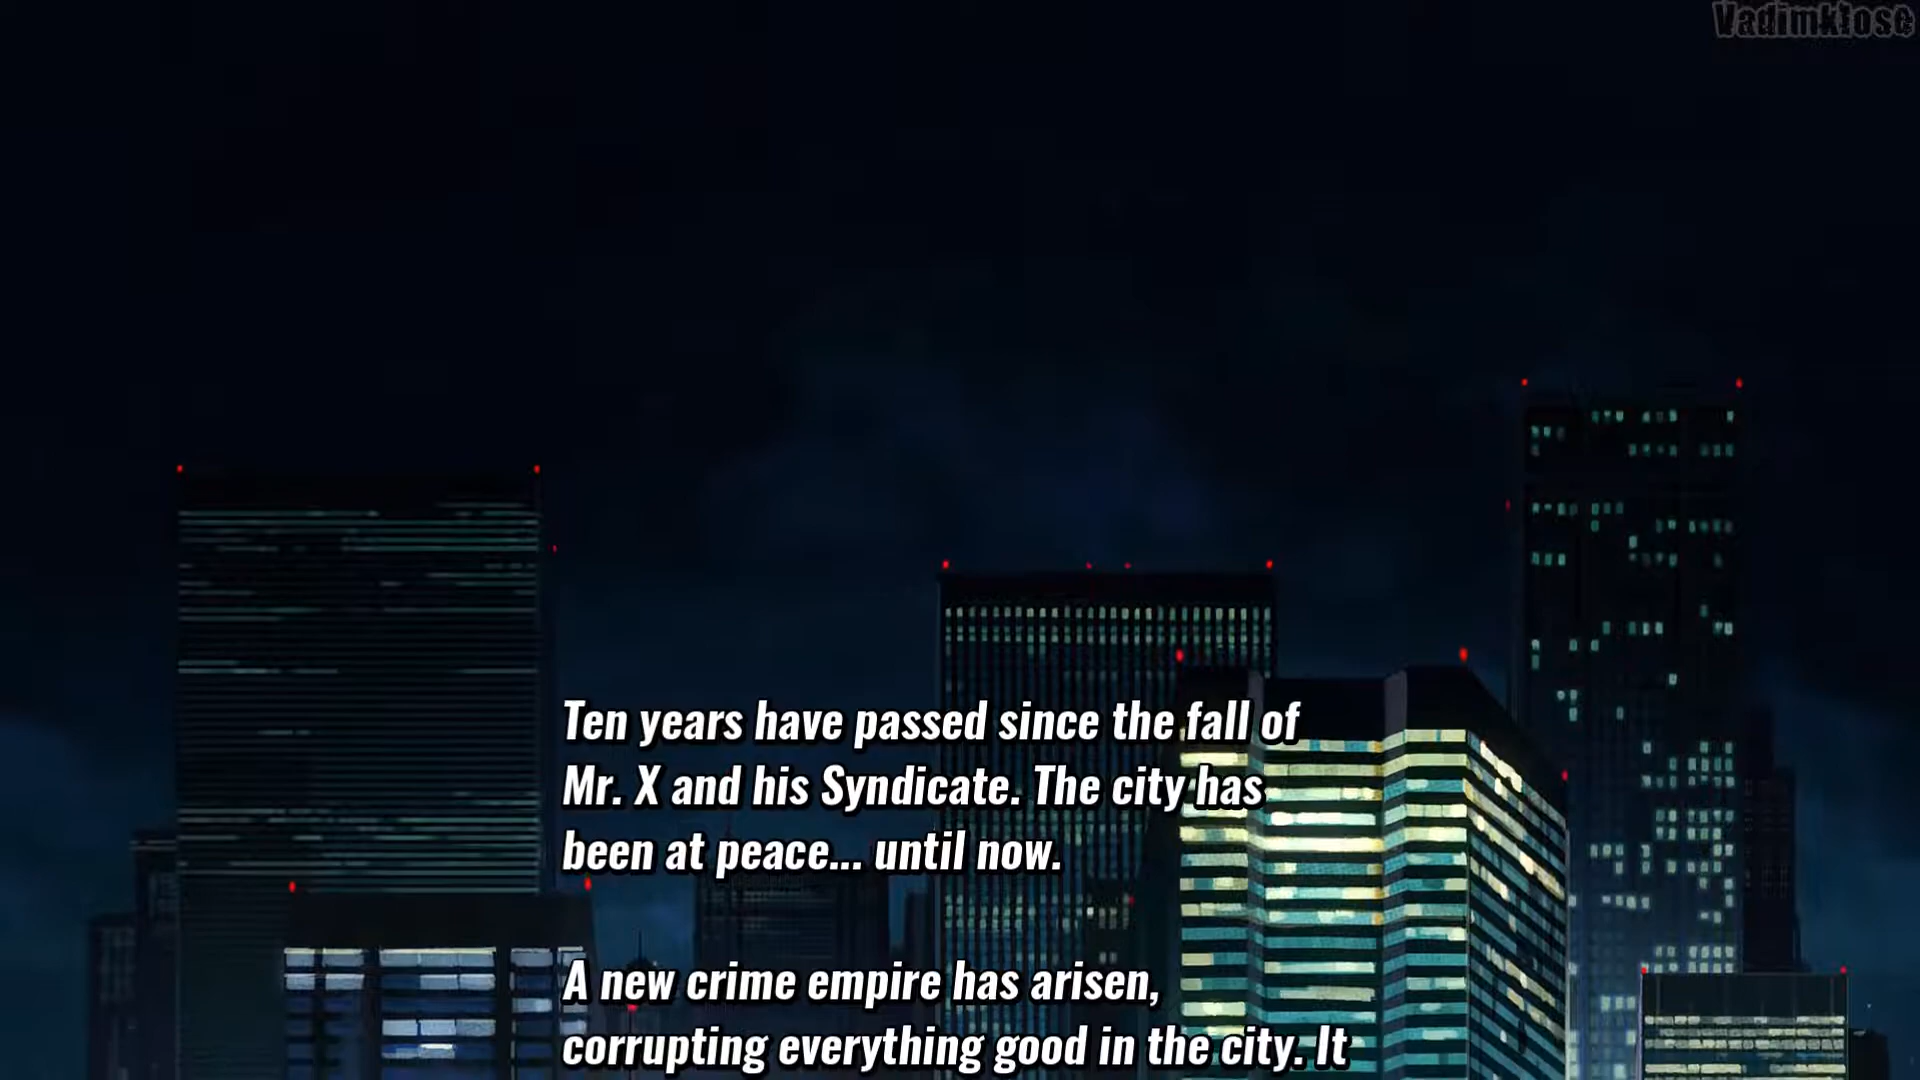 Vadimklose
Ten years have passed since the fall of
Mr. X and his Syndicate. The city has
been at peace... until now.
A new crime empire has arisen,
corrupting everything good in the city. It